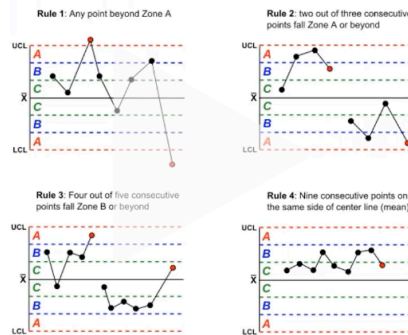 Rule 1: Any point beyond Zone A
UCL
A
B
C
X̄
C
B
A
LCL
Rule 2: two out of three consecutive
points fall Zone A or beyond
UCL
A
B
C
X̄
C
B
A
LCL
Rule 3: Four out of five consecutive
points fall Zone B or beyond
UCL
A
B
C
X̄
C
B
A
LCL
Rule 4: Nine consecutive points on
the same side of center line (mean)
UCL
A
B
C
X̄
C
B
A
LCL